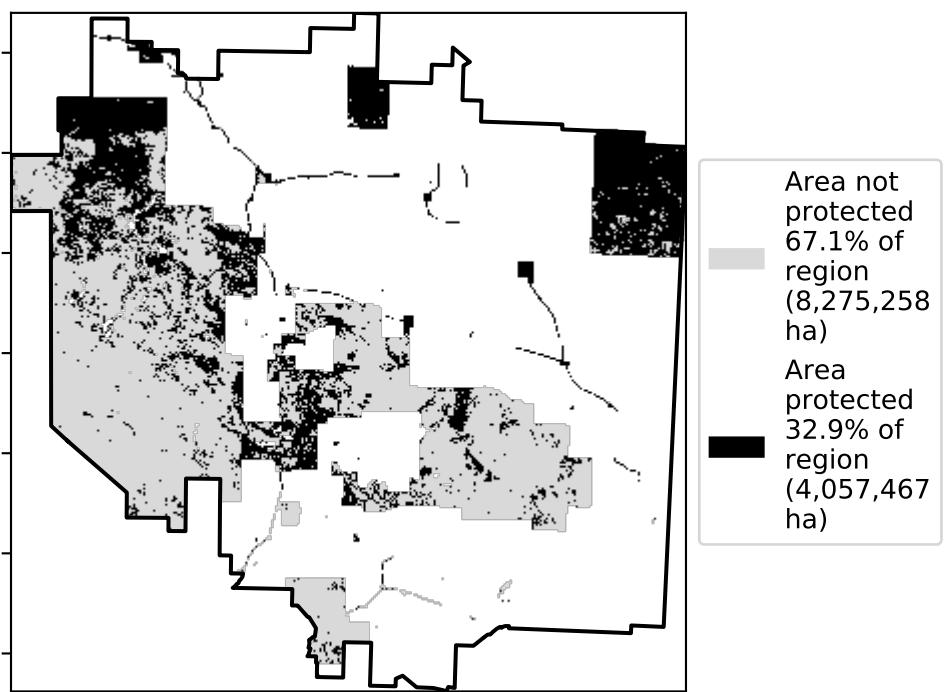 Area not
protected
67.1% of
region
(8,275,258
ha)
Area
protected
32.9% of
region
(4,057,467
ha)